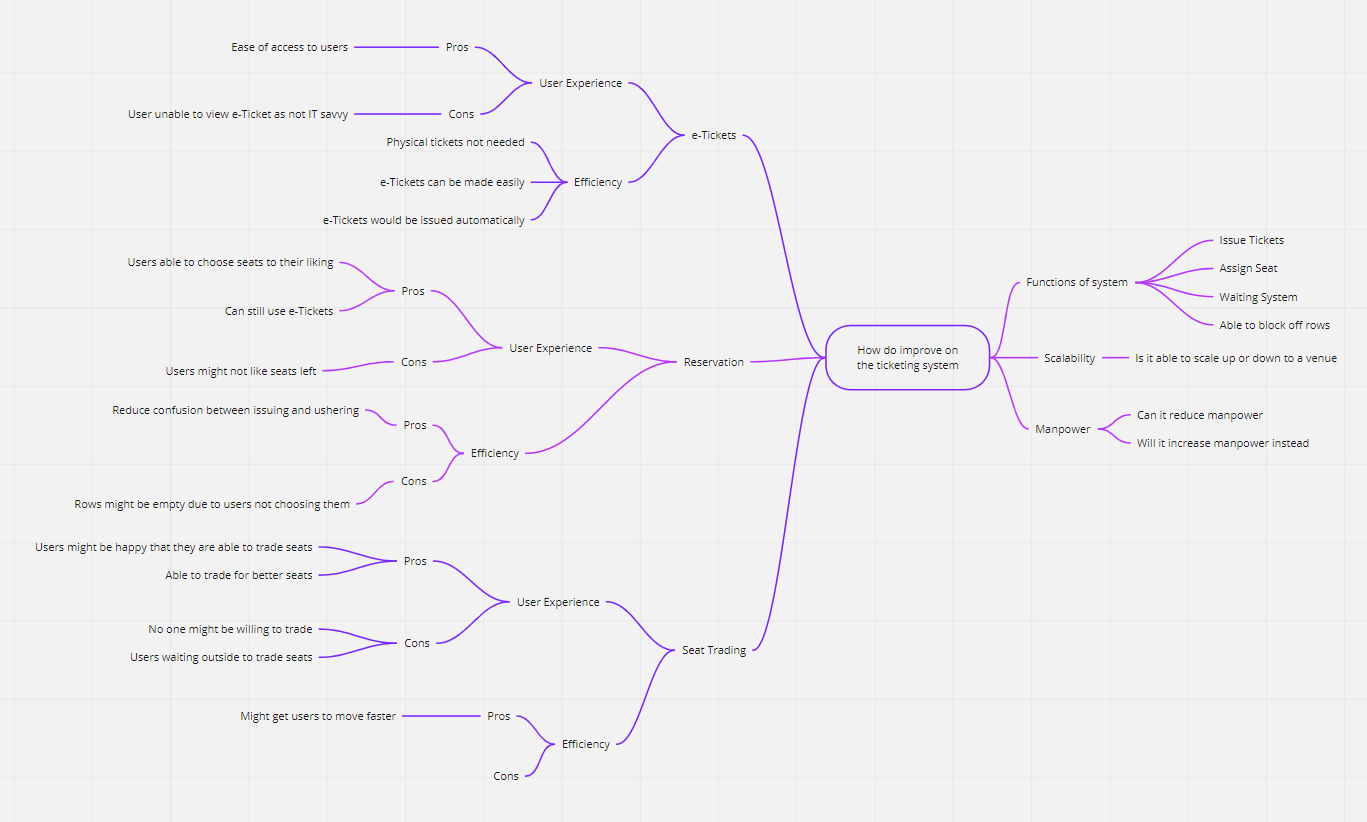 Ease of access to users
Pros
User Experience
User unable to view e-Ticket as not IT savvy
Cons
e-Tickets
Physical tickets not needed
e-Tickets can be made easily
Efficiency
e-Tickets would be issued automatically
Users able to choose seats to their liking
Pros
Can still use e-Tickets
User Experience
Cons
Users might not like seats left
Reservation
Reduce confusion between issuing and ushering
Pros
Efficiency
Cons
Rows might be empty due to users not choosing them
Users might be happy that they are able to trade seats
Pros
Able to trade for better seats
User Experience
No one might be willing to trade
Cons
Users waiting outside to trade seats
Seat Trading
Might get users to move faster
Pros
Efficiency
Cons
How do improve on
the ticketing system
Functions of system
Issue Tickets
Assign Seat
Waiting System
Able to block off rows
Scalability
Is it able to scale up or down to a venue
Manpower
Can it reduce manpower
Will it increase manpower instead